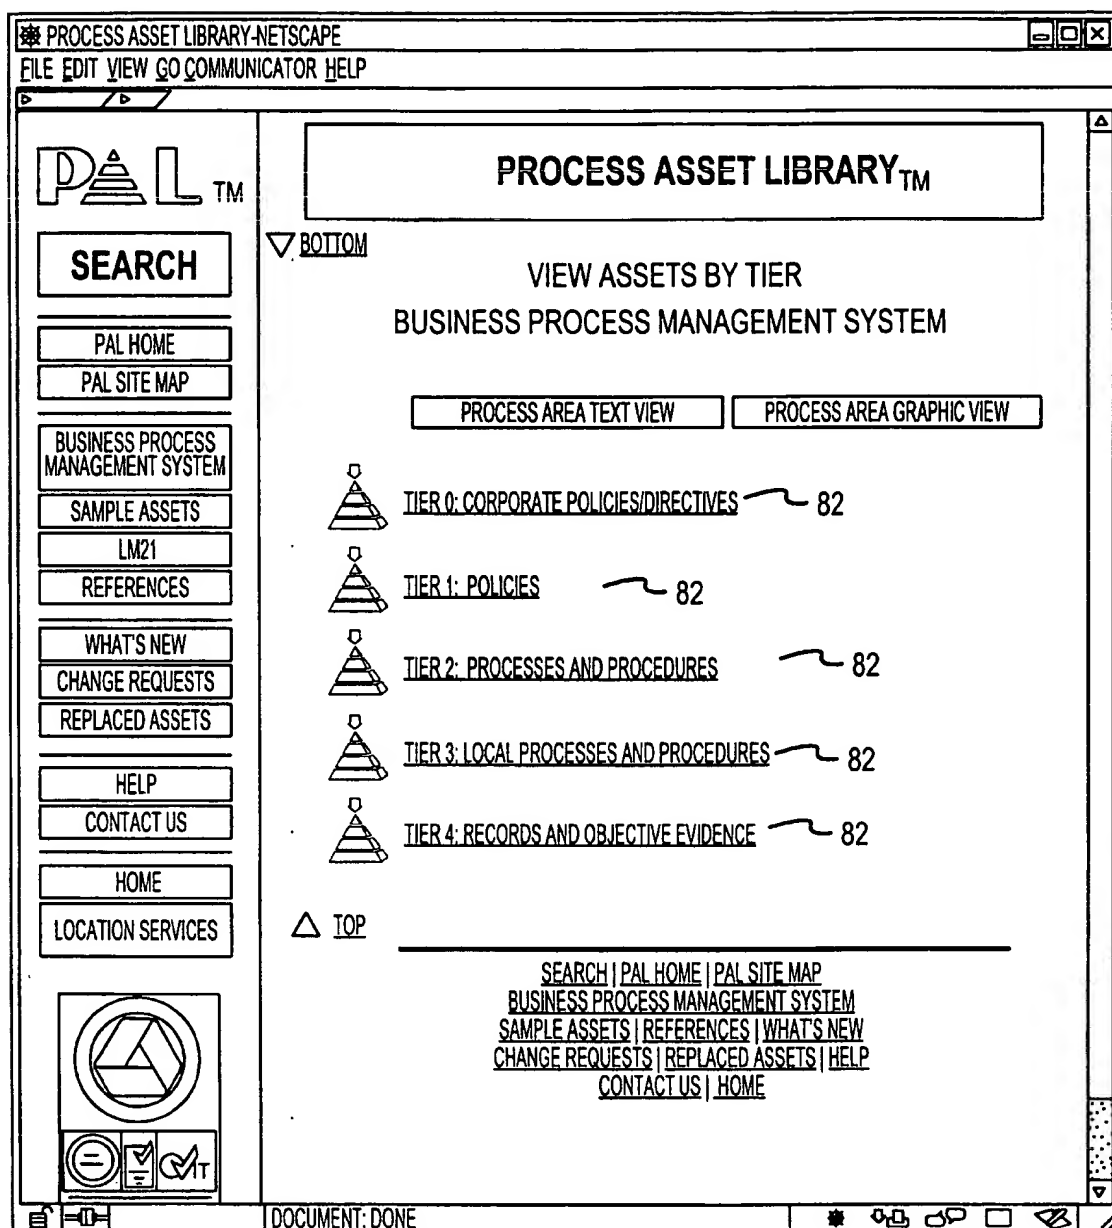 PROCESS ASSET LIBRARY-NETSCAPE
FILE EDIT VIEW GO COMMUNICATOR HELP
PAL TM
SEARCH
PAL HOME
PAL SITE MAP
BUSINESS PROCESS
MANAGEMENT SYSTEM
SAMPLE ASSETS
LM21
REFERENCES
WHAT'S NEW
CHANGE REQUESTS
REPLACED ASSETS
HELP
CONTACT US
HOME
LOCATION SERVICES
PROCESS ASSET LIBRARY TM
BOTTOM
VIEW ASSETS BY TIER
BUSINESS PROCESS MANAGEMENT SYSTEM
PROCESS AREA TEXT VIEW PROCESS AREA GRAPHIC VIEW
TIER 0: CORPORATE POLICIES/DIRECTIVES 82
TIER 1: POLICIES 82
TIER 2: PROCESSES AND PROCEDURES 82
TIER 3: LOCAL PROCESSES AND PROCEDURES 82
TIER 4: RECORDS AND OBJECTIVE EVIDENCE 82
TOP
SEARCH | PAL HOME | PAL SITE MAP
BUSINESS PROCESS MANAGEMENT SYSTEM
SAMPLE ASSETS | REFERENCES | WHAT'S NEW
CHANGE REQUESTS | REPLACED ASSETS | HELP
CONTACT US | HOME
DOCUMENT: DONE